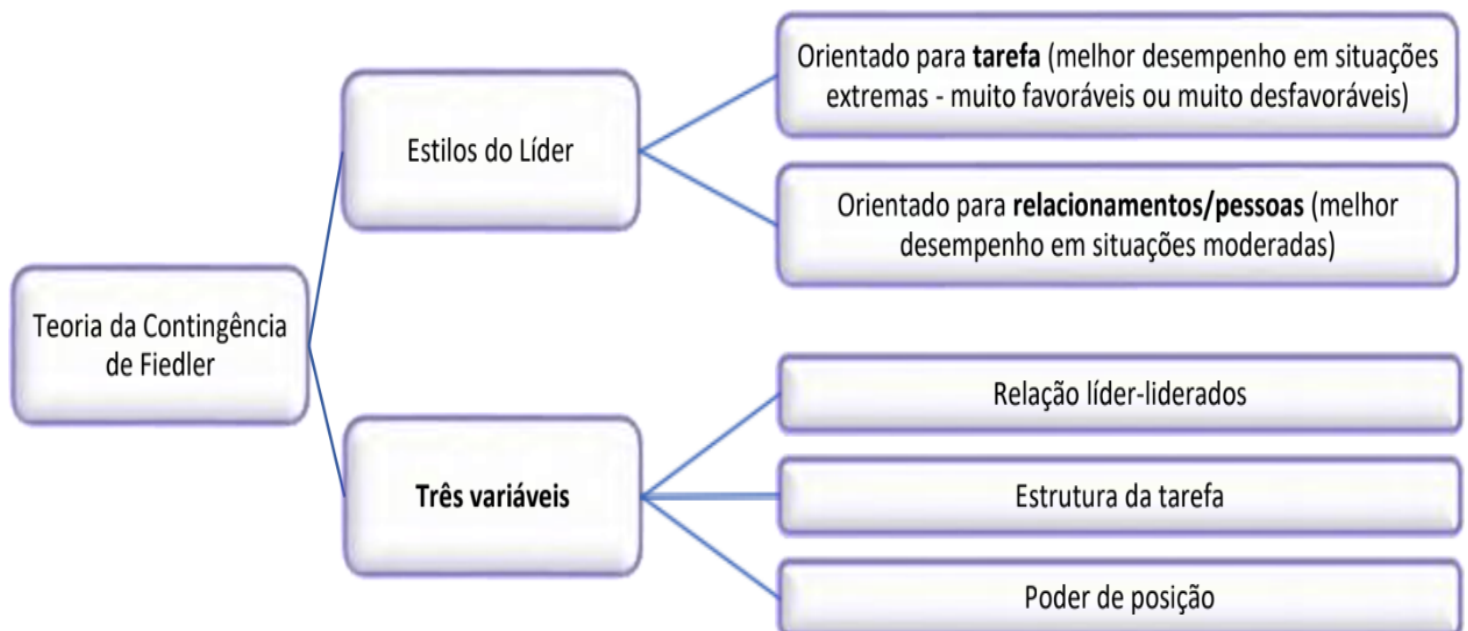 Teoria da Contingência
de Fiedler
Estilos do Líder
Orientado para tarefa (melhor desempenho em situações
extremas - muito favoráveis ou muito desfavoráveis)
Orientado para relacionamentos/pessoas (melhor
desempenho em situações moderadas)
Três variáveis
Relação líder-liderados
Estrutura da tarefa
Poder de posição